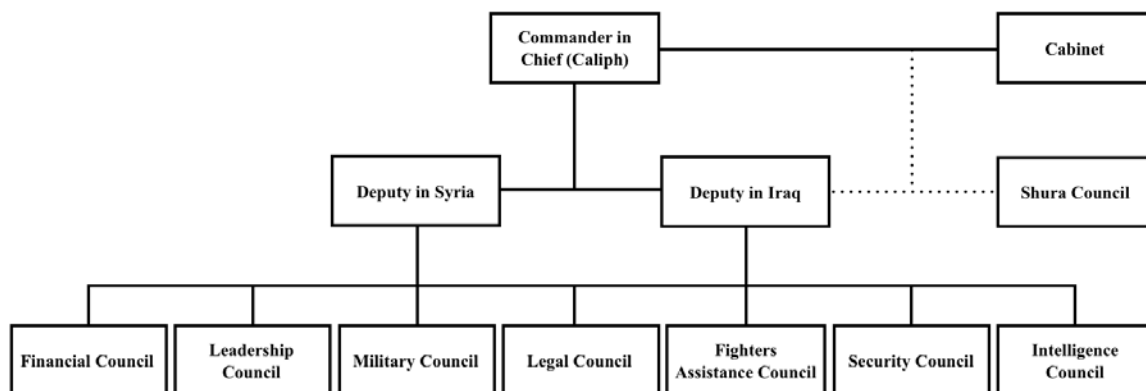 Commander in
Chief (Caliph)
Cabinet
Deputy in Syria
Deputy in Iraq
Shura Council
Financial Council
Leadership
Council
Military Council
Legal Council
Fighters
Assistance Council
Security Council
Intelligence
Council